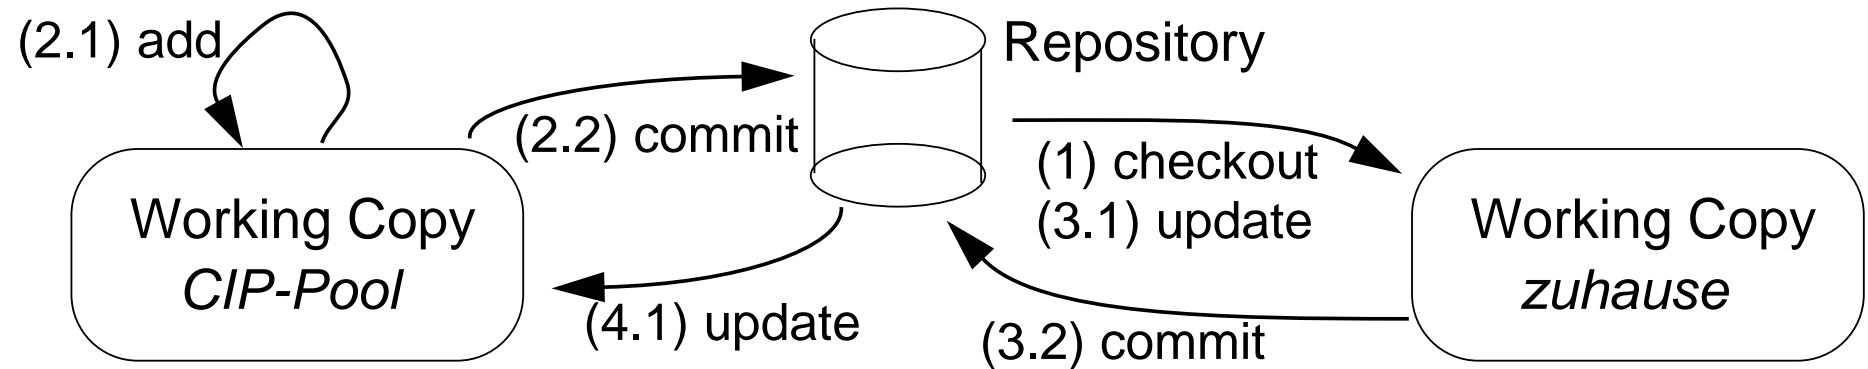 (2.1) add
Repository
(2.2) commit
(1) checkout
(3.1) update
Working Copy
CIP-Pool
Working Copy
zuhause
(4.1) update
(3.2) commit